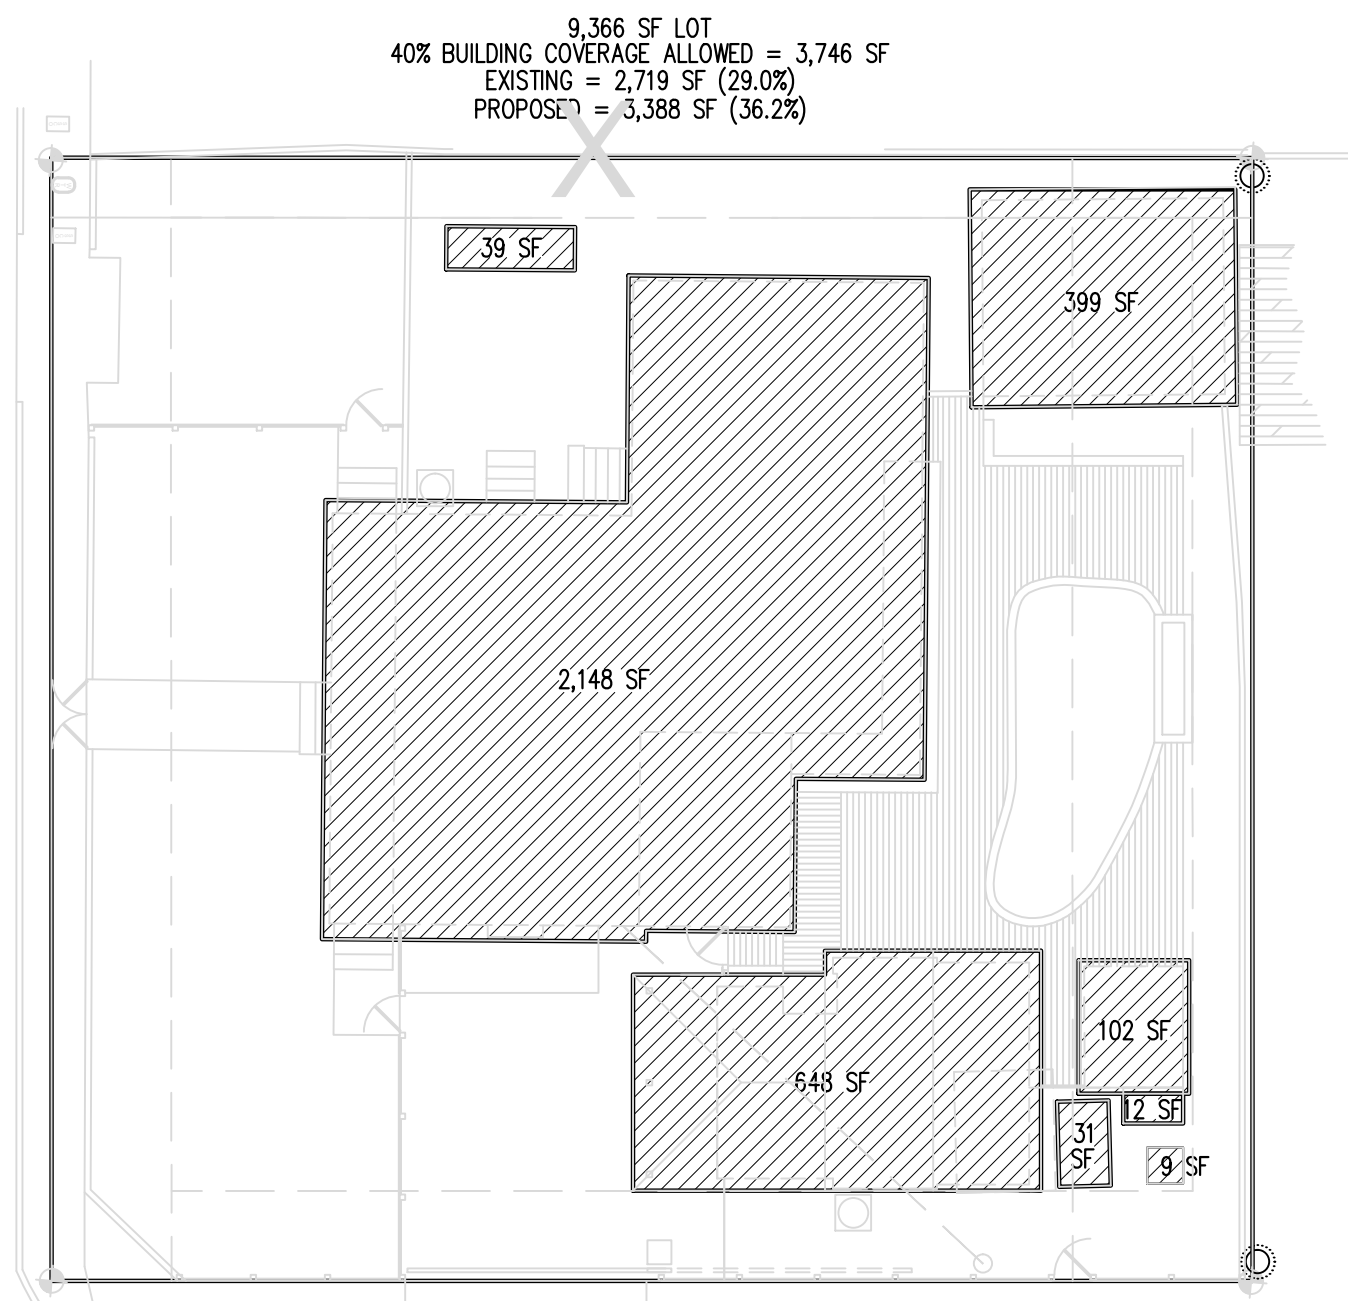 9,366 SF LOT
40% BUILDING COVERAGE ALLOWED = 3,746 SF
EXISTING = 2,719 SF (29.0%)
PROPOSED = 3,388 SF (36.2%)
39 SF
399 SF
2,148 SF
648 SF
102 SF
12 SF
31
SF
9 SF